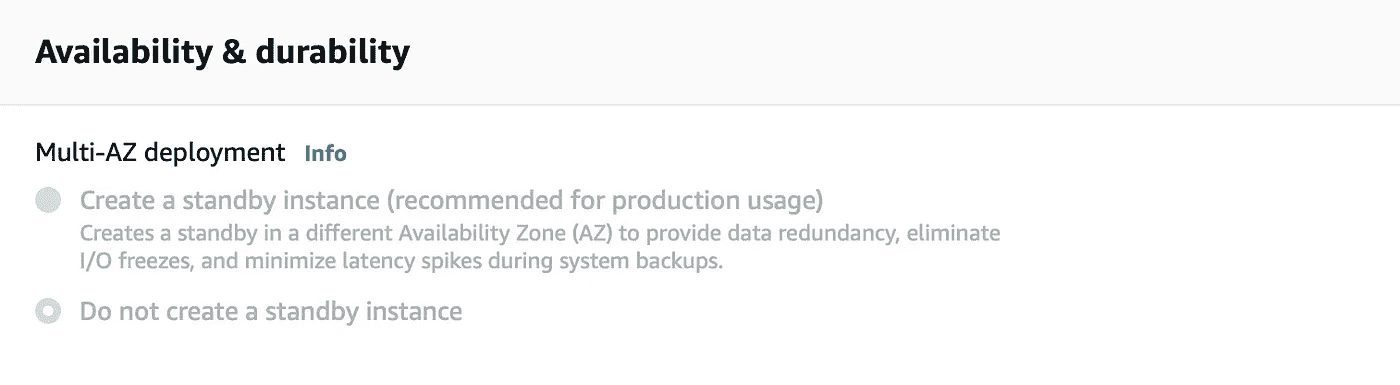 Availability & durability
Multi-AZ deployment Info
Create a standby instance (recommended for production usage)
Creates a standby in a different Availability Zone (AZ) to provide data redundancy, eliminate
I/O freezes, and minimize latency spikes during system backups.
Do not create a standby instance